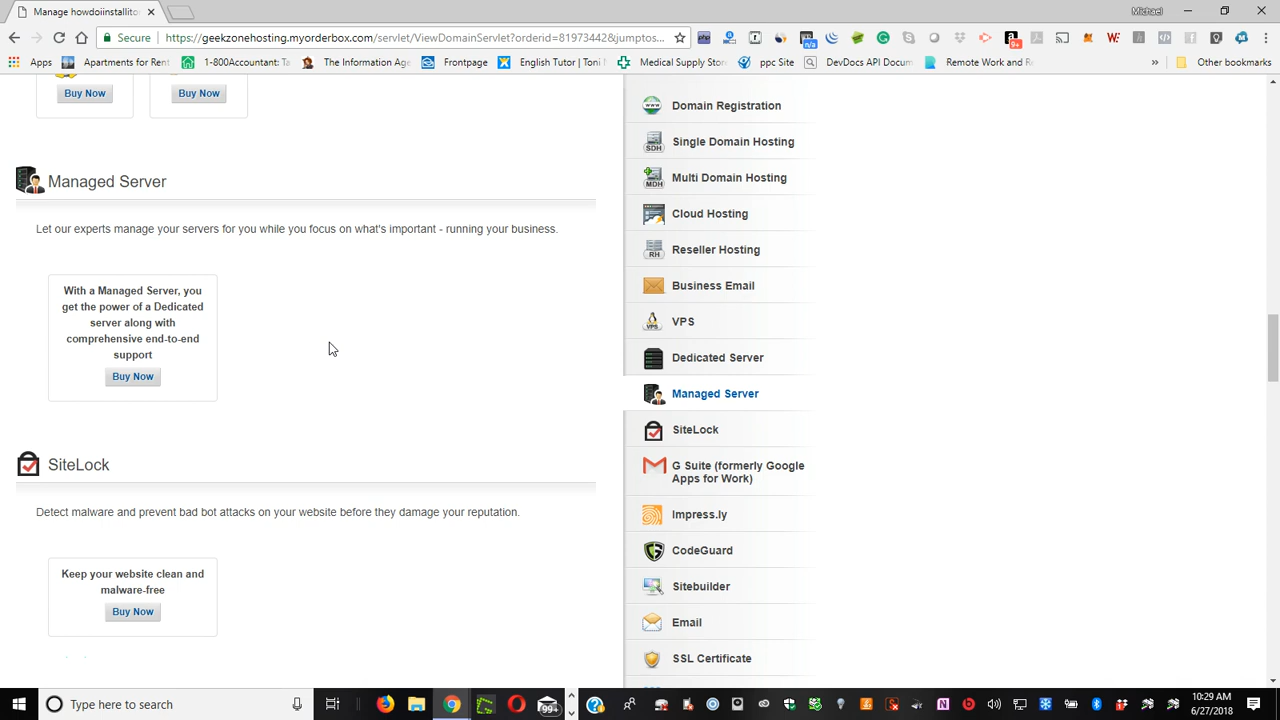 Manage howdoiinstallitor
Michael
Secure
https://geekzonehosting.myorderbox.com/servlet/ViewDomainServlet?orderid=81973442&jumptos...
Apps
Apartments for Rent
1-800Accountant: Ta
The Information Age
Frontpage
English Tutor | Toni
Medical Supply Store
ppc Site
DevDocs API Docum
Remote Work and R
»
Other bookmarks
Buy Now
Buy Now
Managed Server
Let our experts manage your servers for you while you focus on what's important - running your business.
With a Managed Server, you
get the power of a Dedicated
server along with
comprehensive end-to-end
support
Buy Now
SiteLock
Detect malware and prevent bad bot attacks on your website before they damage your reputation.
Keep your website clean and
malware-free
Buy Now
Domain Registration
SDH
Single Domain Hosting
MDH
Multi Domain Hosting
Cloud Hosting
RH
Reseller Hosting
Business Email
VPS
VPS
Dedicated Server
Managed Server
SiteLock
G Suite (formerly Google
Apps for Work)
Impress.ly
CodeGuard
Sitebuilder
Email
SSL Certificate
Type here to search
99+
10:29 AM
6/27/2018